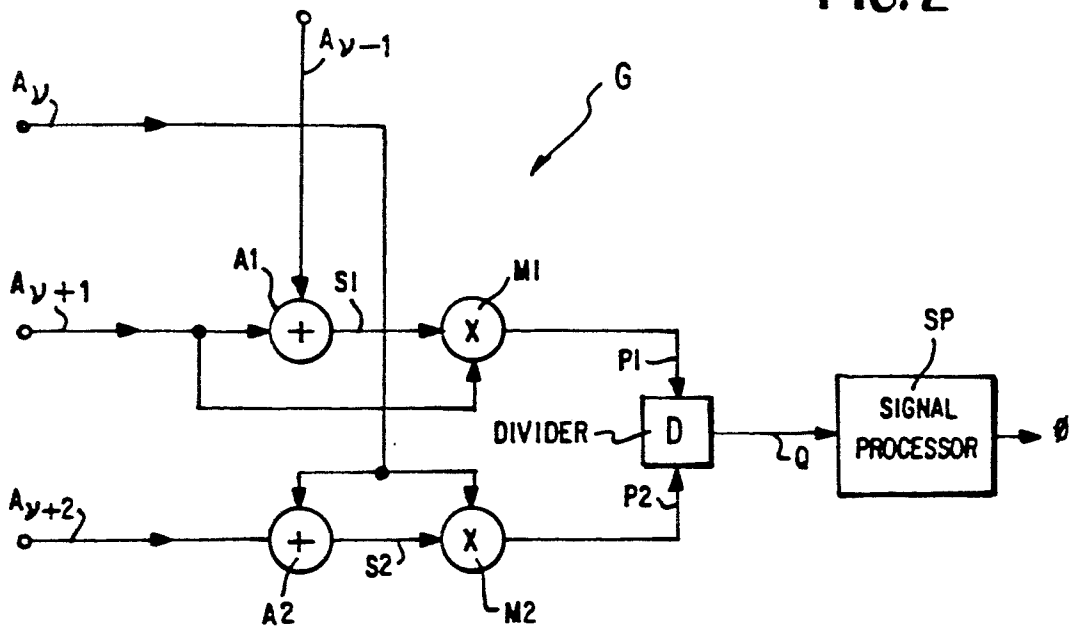 FIG. 2
Aν-1
Aν
G
Aν+1
A1
S1
M1
+
X
P1
SP
SIGNAL
PROCESSOR
DIVIDER
D
Q
Ø
P2
Aν+2
+
X
S2
A2
M2